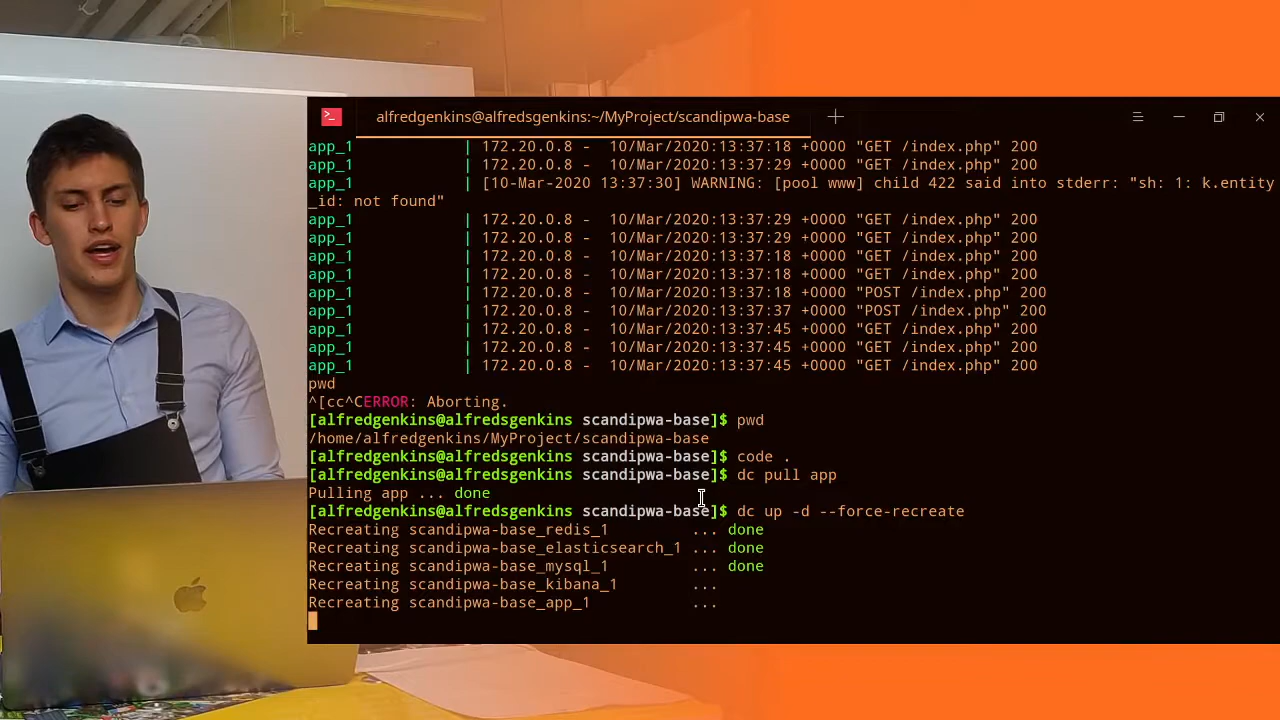 alfredgenkins@alfredsgenkins:~/MyProject/scandipwa-base
app_1 | 172.20.0.8 - 10/Mar/2020:13:37:18 +0000 "GET /index.php" 200
app_1 | 172.20.0.8 - 10/Mar/2020:13:37:29 +0000 "GET /index.php" 200
app_1 | [10-Mar-2020 13:37:30] WARNING: [pool www] child 422 said into stderr: "sh: 1: k.entity
_id: not found"
app_1 | 172.20.0.8 - 10/Mar/2020:13:37:29 +0000 "GET /index.php" 200
app_1 | 172.20.0.8 - 10/Mar/2020:13:37:29 +0000 "GET /index.php" 200
app_1 | 172.20.0.8 - 10/Mar/2020:13:37:18 +0000 "GET /index.php" 200
app_1 | 172.20.0.8 - 10/Mar/2020:13:37:18 +0000 "GET /index.php" 200
app_1 | 172.20.0.8 - 10/Mar/2020:13:37:18 +0000 "POST /index.php" 200
app_1 | 172.20.0.8 - 10/Mar/2020:13:37:37 +0000 "POST /index.php" 200
app_1 | 172.20.0.8 - 10/Mar/2020:13:37:45 +0000 "GET /index.php" 200
app_1 | 172.20.0.8 - 10/Mar/2020:13:37:45 +0000 "GET /index.php" 200
app_1 | 172.20.0.8 - 10/Mar/2020:13:37:45 +0000 "GET /index.php" 200
pwd
^[cc^CERROR: Aborting.
[alfredgenkins@alfredsgenkins scandipwa-base]$ pwd
/home/alfredgenkins/MyProject/scandipwa-base
[alfredgenkins@alfredsgenkins scandipwa-base]$ code .
[alfredgenkins@alfredsgenkins scandipwa-base]$ dc pull app
Pulling app ... done
[alfredgenkins@alfredsgenkins scandipwa-base]$ dc up -d --force-recreate
Recreating scandipwa-base_redis_1 ... done
Recreating scandipwa-base_elasticsearch_1 ... done
Recreating scandipwa-base_mysql_1 ... done
Recreating scandipwa-base_kibana_1 ...
Recreating scandipwa-base_app_1 ...